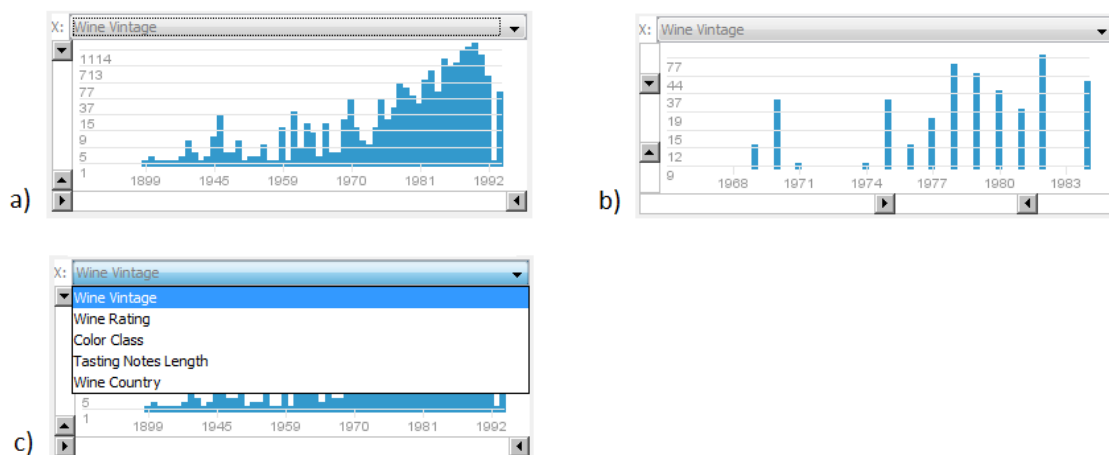 X: Wine Vintage
1114
713
77
37
15
9
5
1
1899 1945 1959 1970 1981 1992
a)
X: Wine Vintage
77
44
37
19
15
12
9
1968 1971 1974 1977 1980 1983
b)
X: Wine Vintage
Wine Vintage
Wine Rating
Color Class
Tasting Notes Length
Wine Country
5
1
1899 1945 1959 1970 1981 1992
c)